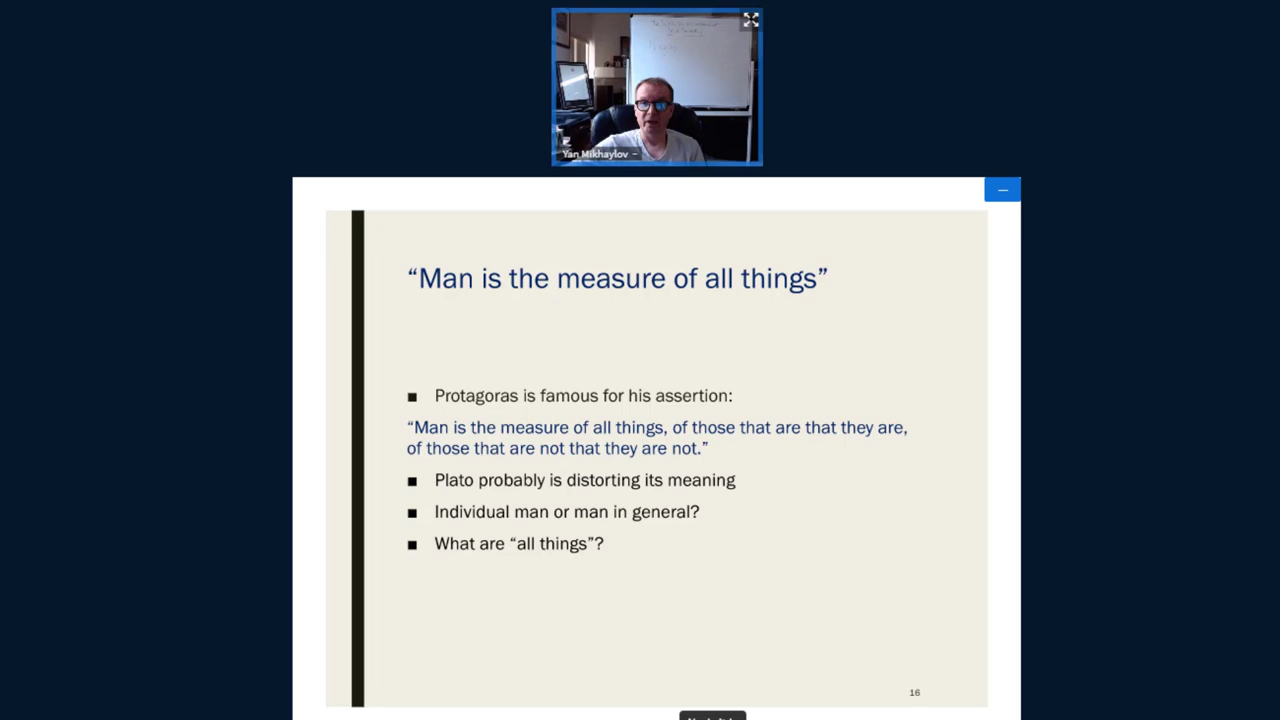 Yan Mikhaylov
“Man is the measure of all things”
■ Protagoras is famous for his assertion:
“Man is the measure of all things, of those that are that they are,
of those that are not that they are not.”
■ Plato probably is distorting its meaning
■ Individual man or man in general?
■ What are “all things”?
16